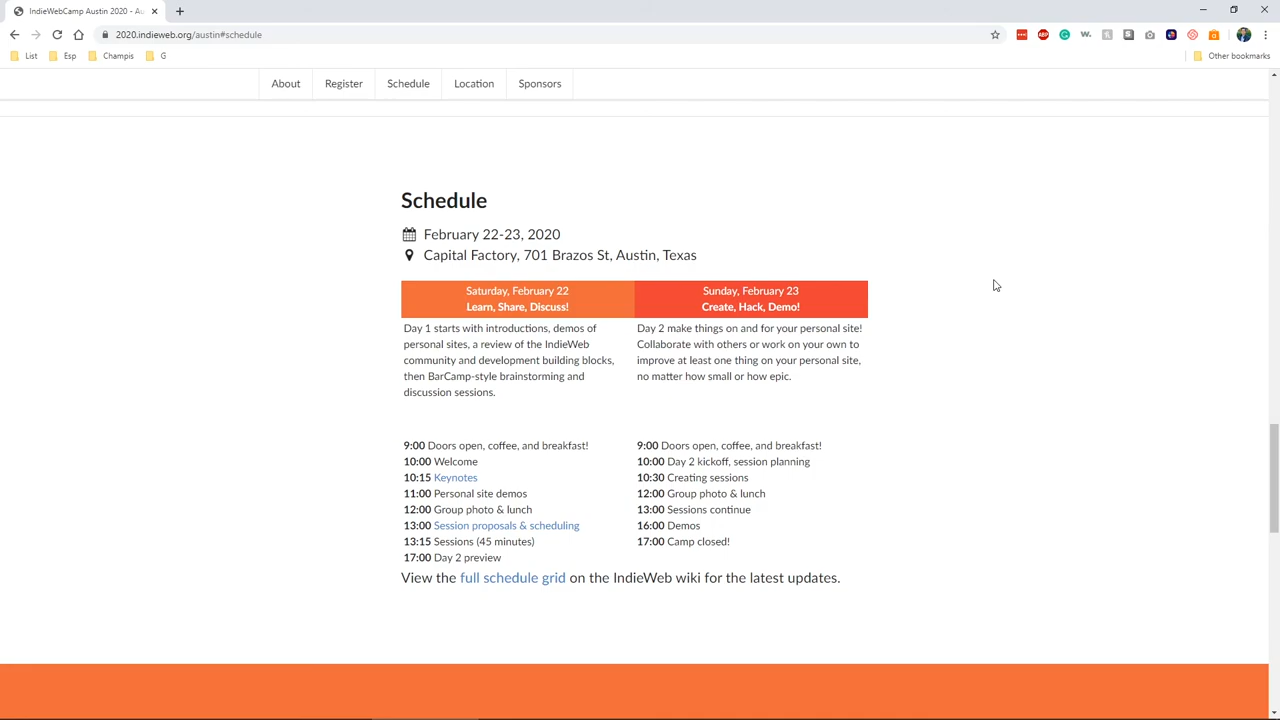 IndieWebCamp Austin 2020 - Au
2020.indieweb.org/austin#schedule
List
Esp
Champis
G
Other bookmarks
About
Register
Schedule
Location
Sponsors
Schedule
February 22-23, 2020
Capital Factory, 701 Brazos St, Austin, Texas
Saturday, February 22
Learn, Share, Discuss!
Day 1 starts with introductions, demos of
personal sites, a review of the IndieWeb
community and development building blocks,
then BarCamp-style brainstorming and
discussion sessions.
9:00 Doors open, coffee, and breakfast!
10:00 Welcome
10:15 Keynotes
11:00 Personal site demos
12:00 Group photo & lunch
13:00 Session proposals & scheduling
13:15 Sessions (45 minutes)
17:00 Day 2 preview
Sunday, February 23
Create, Hack, Demo!
Day 2 make things on and for your personal site!
Collaborate with others or work on your own to
improve at least one thing on your personal site,
no matter how small or how epic.
9:00 Doors open, coffee, and breakfast!
10:00 Day 2 kickoff, session planning
10:30 Creating sessions
12:00 Group photo & lunch
13:00 Sessions continue
16:00 Demos
17:00 Camp closed!
View the full schedule grid on the IndieWeb wiki for the latest updates.